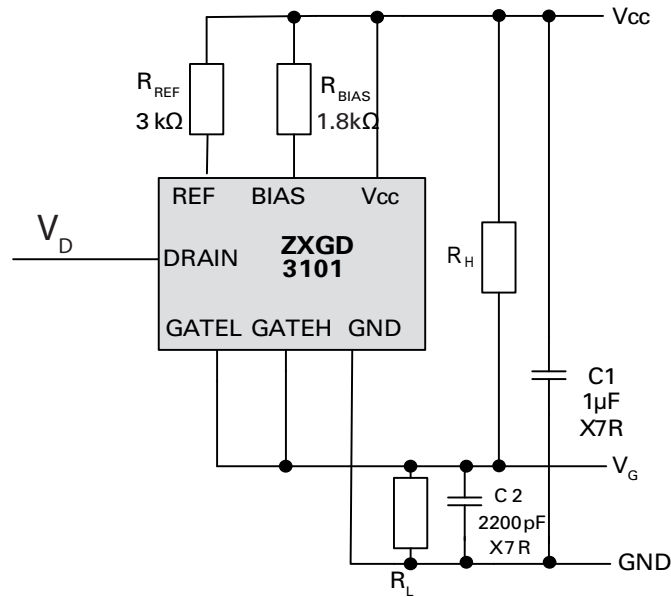 Vcc
R_REF
3 kΩ
R_BIAS
1.8kΩ
REF BIAS Vcc
V_D
DRAIN
ZXGD
3101
GATEL GATEH GND
R_H
C1
1µF
X7R
V_G
C 2
2200pF
X7R
GND
R_L